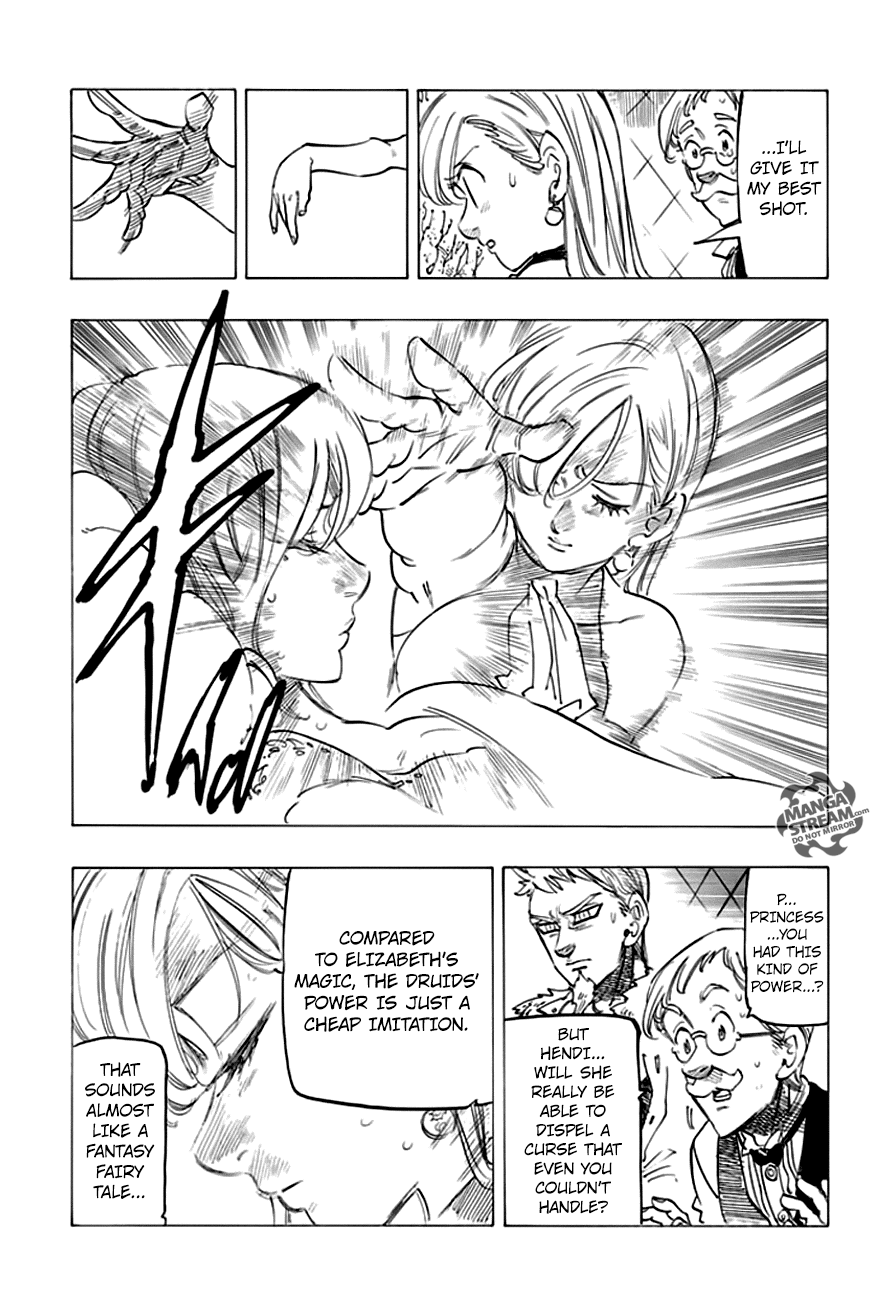 ...I'LL
GIVE IT
MY BEST
SHOT.
MANGA
STREAM.com
DO NOT MIRROR
P...
PRINCESS
...YOU
HAD THIS
KIND OF
POWER...?
BUT
HENDI...
WILL SHE
REALLY BE
ABLE TO
DISPEL A
CURSE THAT
EVEN YOU
COULDN'T
HANDLE?
COMPARED
TO ELIZABETH'S
MAGIC, THE DRUIDS'
POWER IS JUST A
CHEAP IMITATION.
THAT
SOUNDS
ALMOST
LIKE A
FANTASY
FAIRY
TALE...